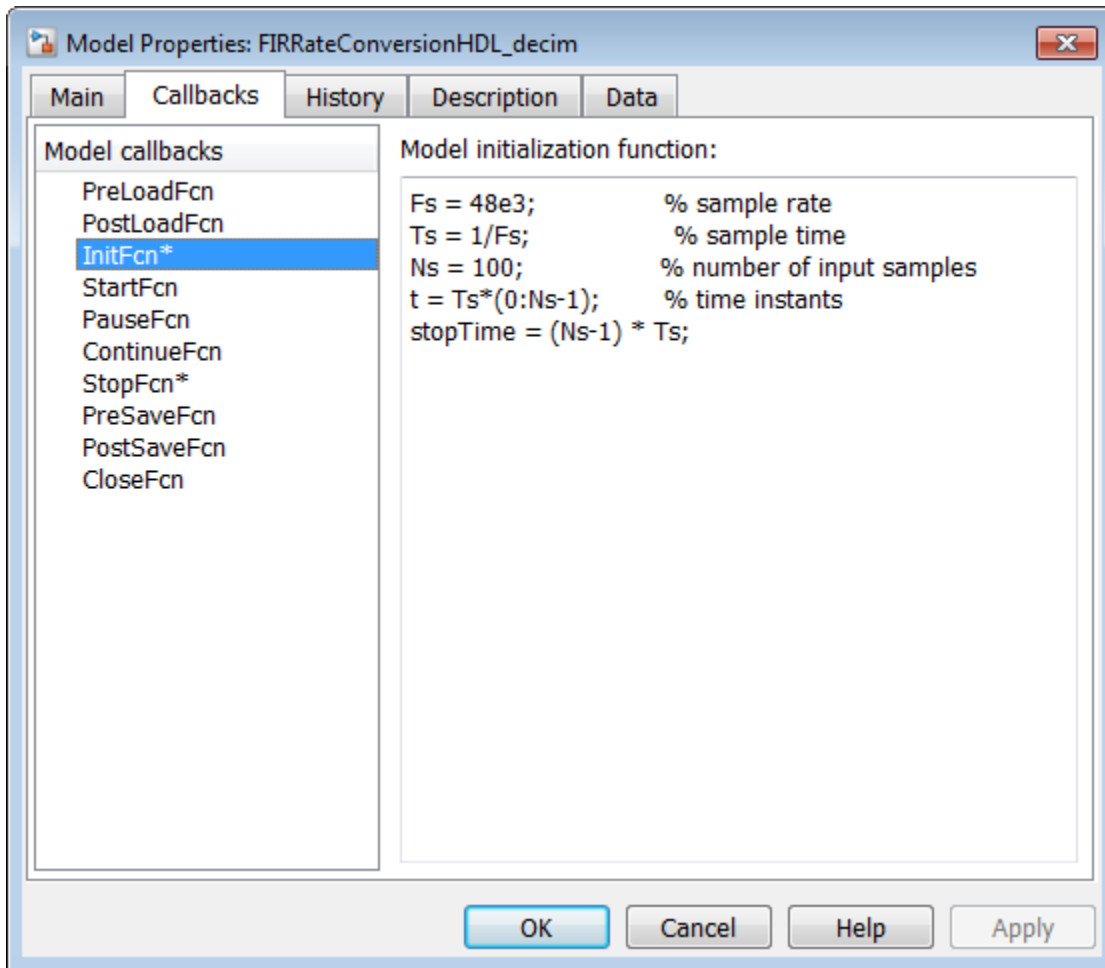 Model Properties: FIRRateConversionHDL_decim
Main Callbacks History Description Data
Model callbacks
PreLoadFcn
PostLoadFcn
InitFcn*
StartFcn
PauseFcn
ContinueFcn
StopFcn*
PreSaveFcn
PostSaveFcn
CloseFcn
Model initialization function:
Fs = 48e3; % sample rate
Ts = 1/Fs; % sample time
Ns = 100; % number of input samples
t = Ts*(0:Ns-1); % time instants
stopTime = (Ns-1) * Ts;
OK Cancel Help Apply